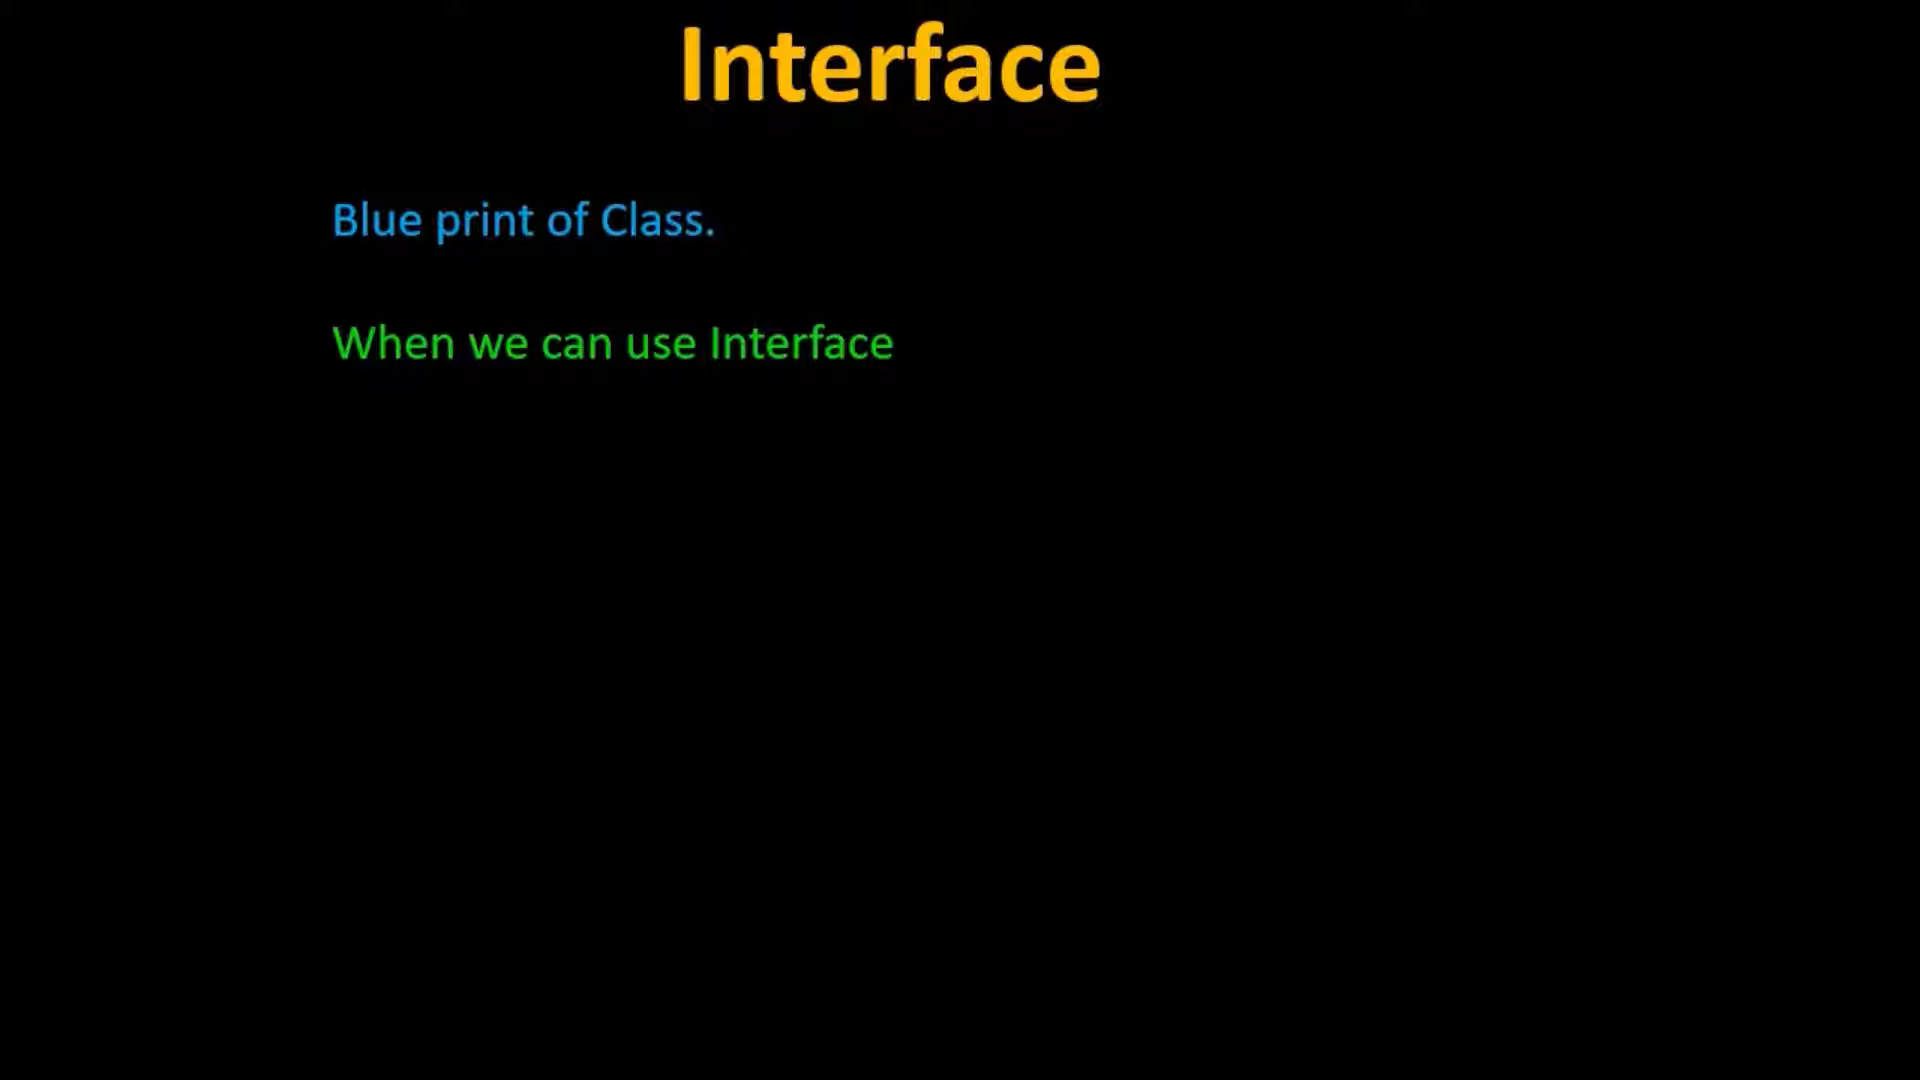 Interface
Blue print of Class.
When we can use Interface